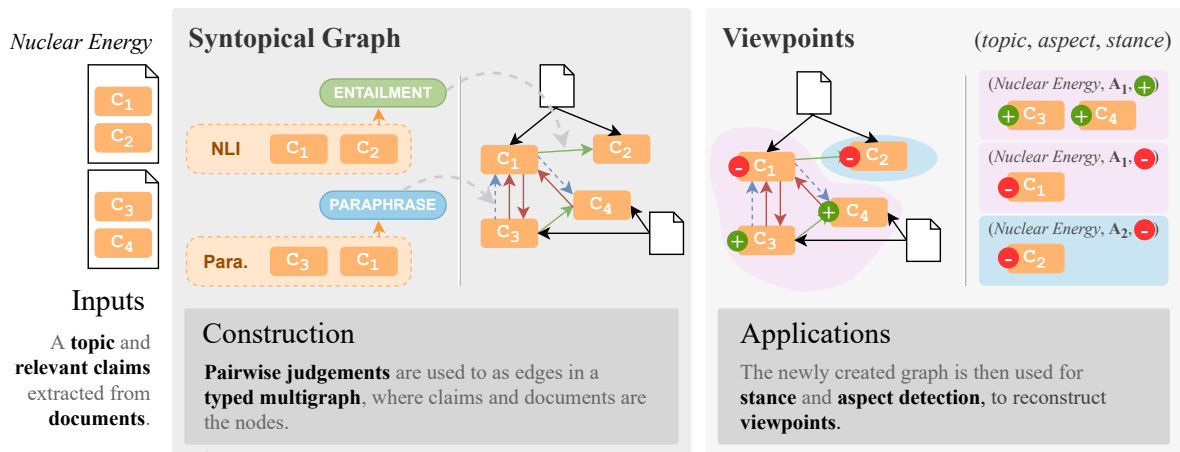 Nuclear Energy
C1
C2
C3
C4
Inputs
A topic and
relevant claims
extracted from
documents.
Syntopical Graph
ENTAILMENT
NLI
C1
C2
PARAPHRASE
Para.
C3
C1
C1
C2
C3
C4
Construction
Pairwise judgements are used to as edges in a
typed multigraph, where claims and documents are
the nodes.
Viewpoints
(topic, aspect, stance)
- C1
- C2
+ C3
+ C4
(Nuclear Energy, A1, +)
+ C3 + C4
(Nuclear Energy, A1, -)
- C1
(Nuclear Energy, A2, -)
- C2
Applications
The newly created graph is then used for
stance and aspect detection, to reconstruct
viewpoints.